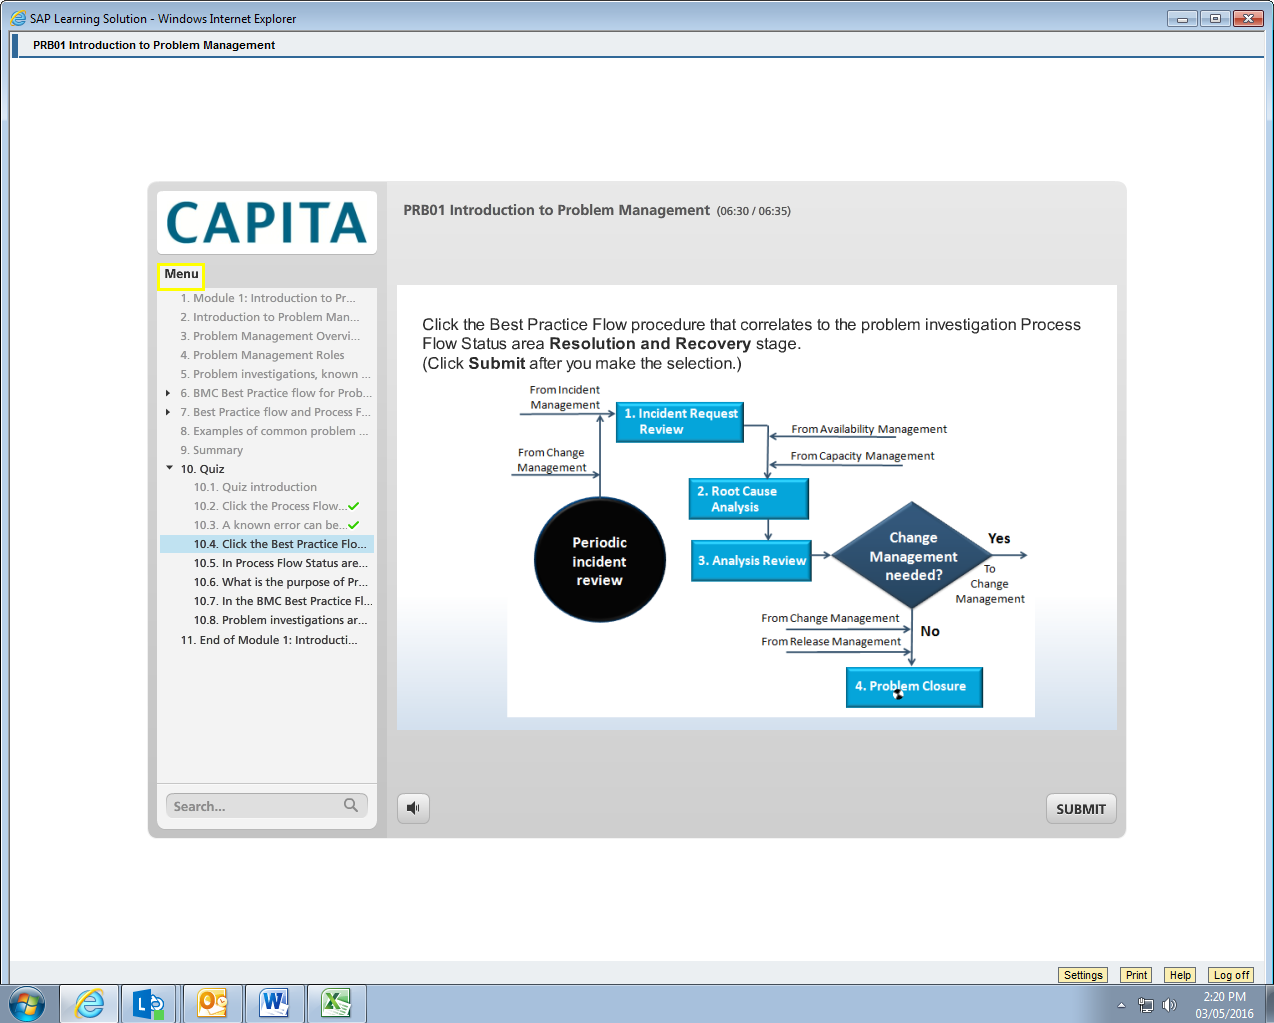 SAP Learning Solution - Windows Internet Explorer
PRB01 Introduction to Problem Management
CAPITA
PRB01 Introduction to Problem Management (06:30 / 06:35)
Menu
1. Module 1: Introduction to Pr...
2. Introduction to Problem Man...
3. Problem Management Overvi...
4. Problem Management Roles
5. Problem investigations, known ...
6. BMC Best Practice flow for Prob...
7. Best Practice flow and Process F...
8. Examples of common problem ...
9. Summary
10. Quiz
10.1. Quiz introduction
10.2. Click the Process Flow...
10.3. A known error can be...
10.4. Click the Best Practice Flo...
10.5. In Process Flow Status are...
10.6. What is the purpose of Pr...
10.7. In the BMC Best Practice Fl...
10.8. Problem investigations ar...
11. End of Module 1: Introducti...
Search...
Click the Best Practice Flow procedure that correlates to the problem investigation Process
Flow Status area Resolution and Recovery stage.
(Click Submit after you make the selection.)
From Incident
Management
1. Incident Request
Review
From Availability Management
From Change
Management
From Capacity Management
2. Root Cause
Analysis
Periodic
incident
review
3. Analysis Review
Change
Management
needed?
Yes
To
Change
Management
From Change Management
No
From Release Management
4. Problem Closure
SUBMIT
Settings
Print
Help
Log off
2:20 PM
03/05/2016